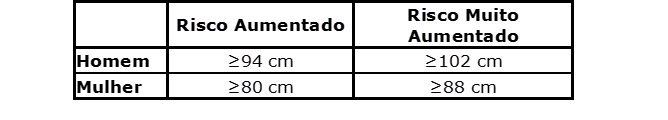 Risco Aumentado Risco Muito
Aumentado
Homem ≥94 cm ≥102 cm
Mulher ≥80 cm ≥88 cm